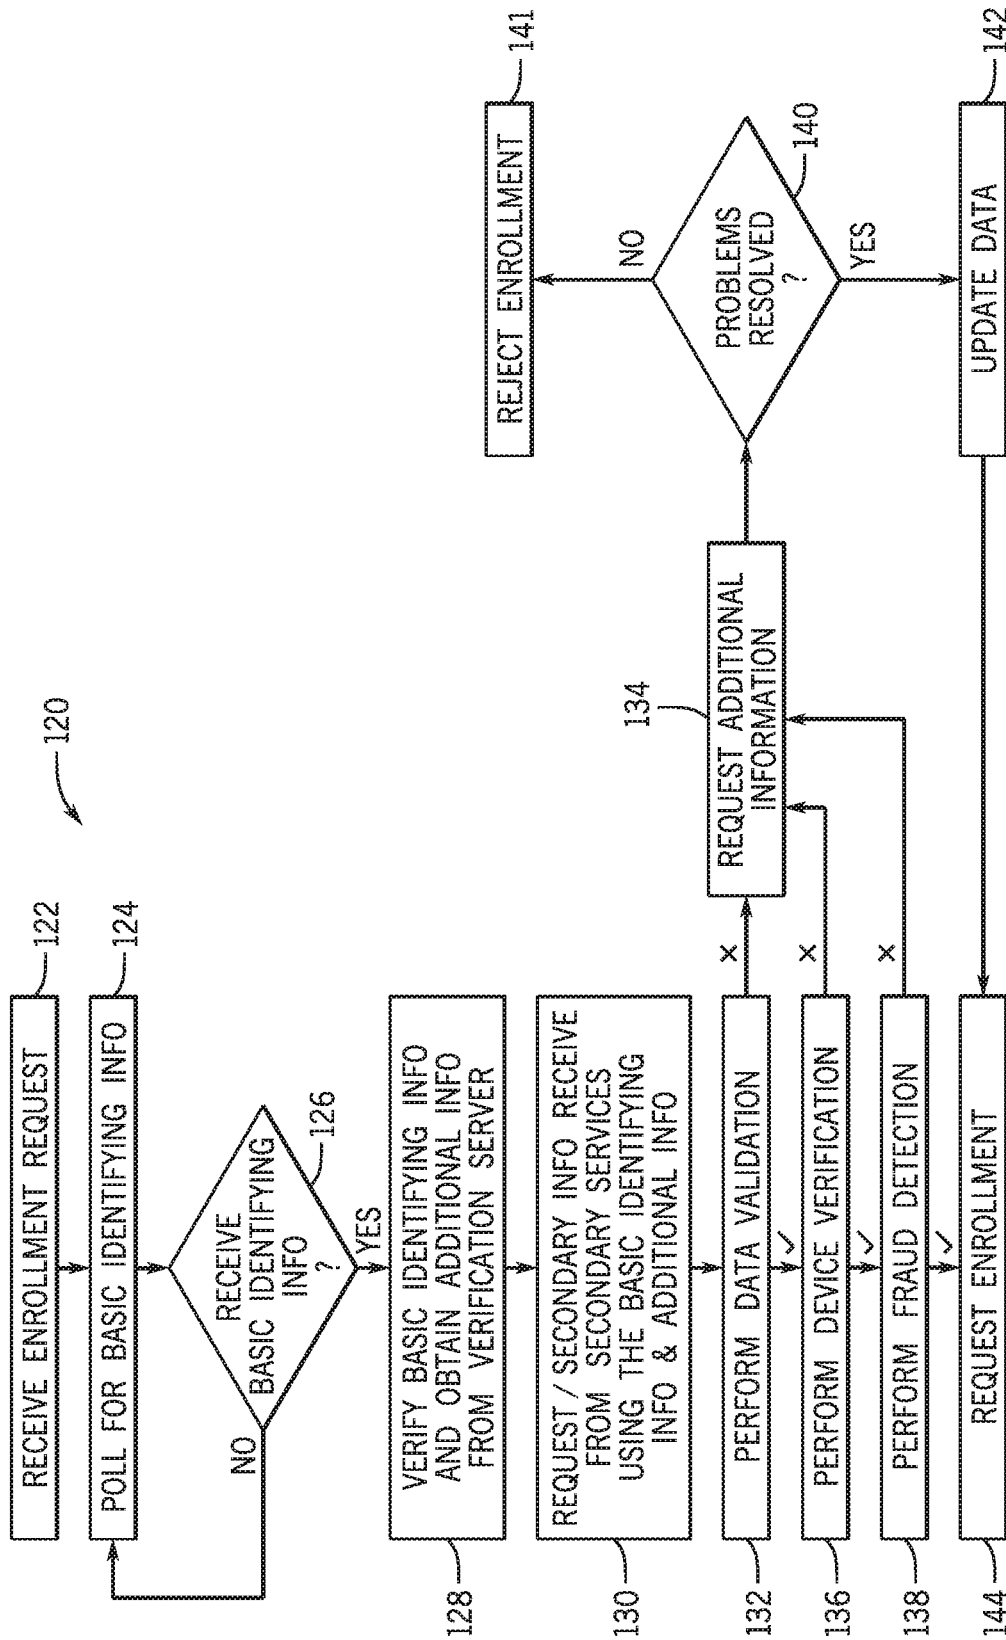 120
RECEIVE ENROLLMENT REQUEST
122
POLL FOR BASIC IDENTIFYING INFO
124
RECEIVE
BASIC IDENTIFYING
INFO
?
126
NO
YES
VERIFY BASIC IDENTIFYING INFO
AND OBTAIN ADDITIONAL INFO
FROM VERIFICATION SERVER
128
REQUEST / SECONDARY INFO RECEIVE
FROM SECONDARY SERVICES
USING THE BASIC IDENTIFYING
INFO & ADDITIONAL INFO
130
PERFORM DATA VALIDATION
132
✓
×
PERFORM DEVICE VERIFICATION
136
✓
×
PERFORM FRAUD DETECTION
138
✓
×
REQUEST ENROLLMENT
144
134
REQUEST ADDITIONAL
INFORMATION
PROBLEMS
RESOLVED
?
140
NO
YES
REJECT ENROLLMENT
141
UPDATE DATA
142